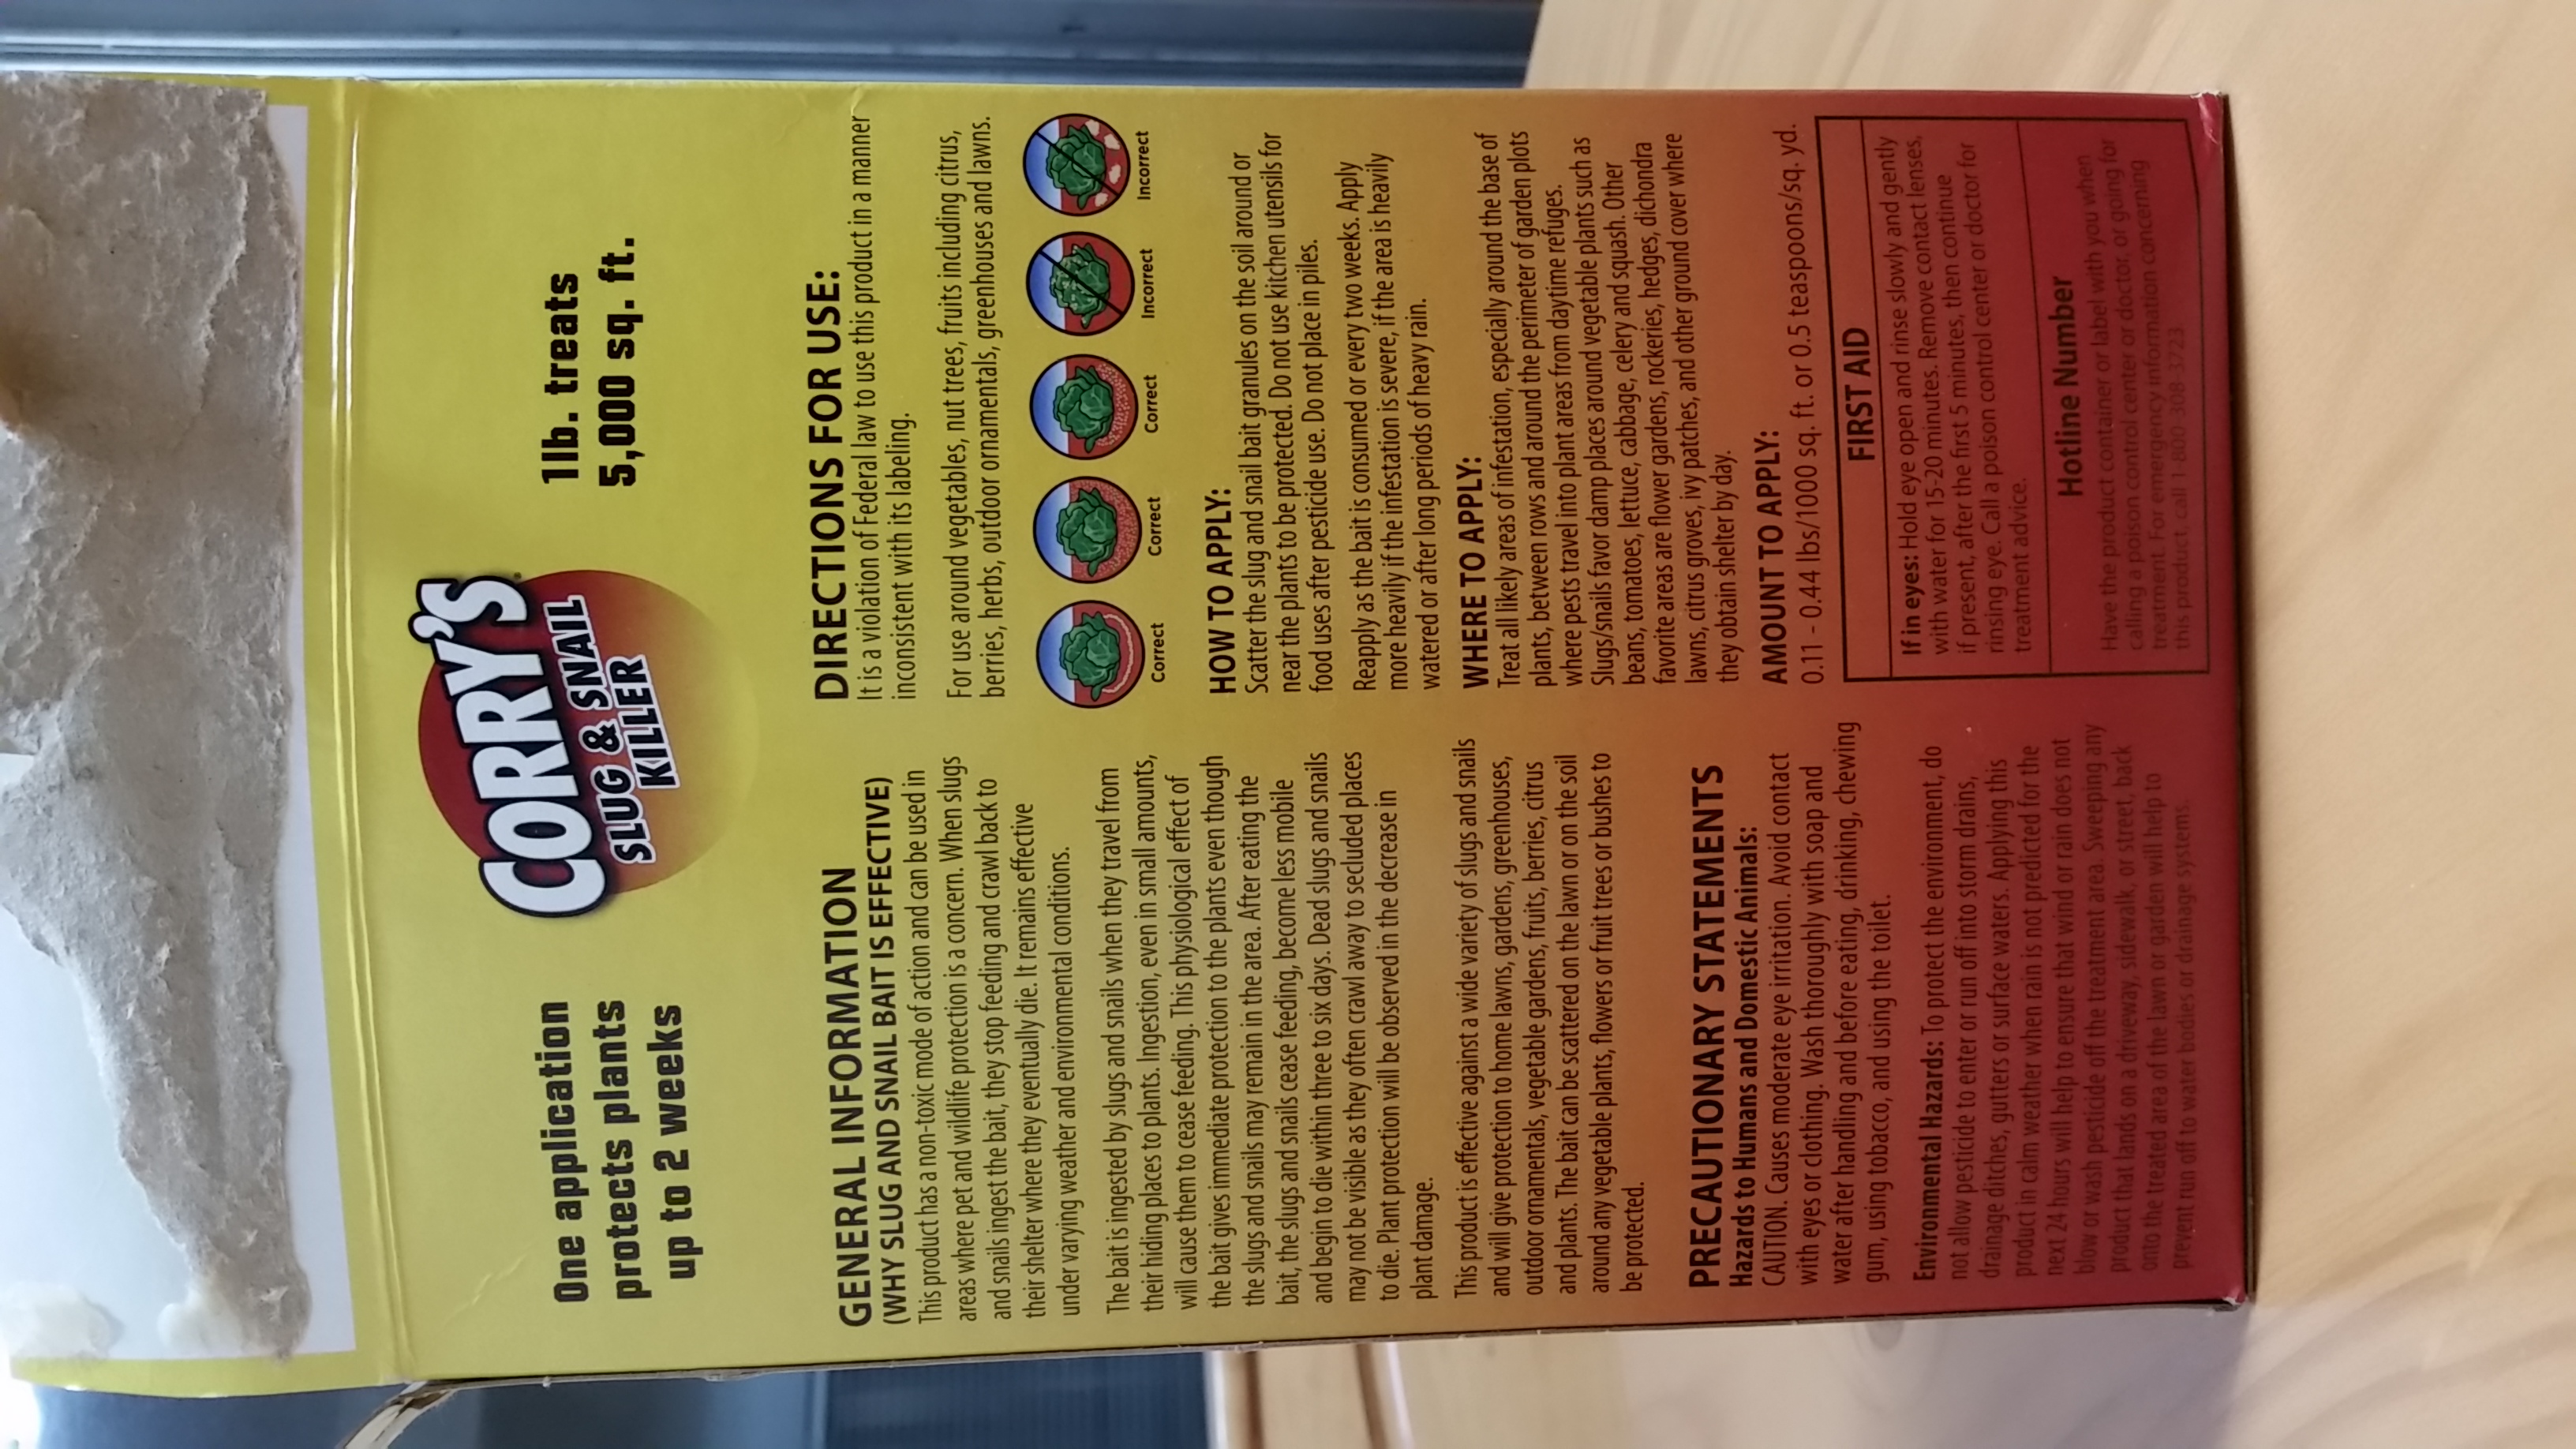 One application
protects plants
up to 2 weeks
CORRY'S
SLUG & SNAIL
KILLER
1lb. treats
5,000 sq. ft.
GENERAL INFORMATION
(WHY SLUG AND SNAIL BAIT IS EFFECTIVE)
This product has a non-toxic mode of action and can be used in
areas where pet and wildlife protection is a concern. When slugs
and snails ingest the bait, they stop feeding and crawl back to
their shelter where they eventually die. It remains effective
under varying weather and environmental conditions.
The bait is ingested by slugs and snails when they travel from
their hiding places to plants. Ingestion, even in small amounts,
will cause them to cease feeding. This physiological effect of
the bait gives immediate protection to the plants even though
the slugs and snails may remain in the area. After eating the
bait, the slugs and snails cease feeding, become less mobile
and begin to die within three to six days. Dead slugs and snails
may not be visible as they often crawl away to secluded places
to die. Plant protection will be observed in the decrease in
plant damage.
This product is effective against a wide variety of slugs and snails
and will give protection to home lawns, gardens, greenhouses,
outdoor ornamentals, vegetable gardens, fruits, berries, citrus
and plants. The bait can be scattered on the lawn or on the soil
around any vegetable plants, flowers or fruit trees or bushes to
be protected.
PRECAUTIONARY STATEMENTS
Hazards to Humans and Domestic Animals:
CAUTION. Causes moderate eye irritation. Avoid contact
with eyes or clothing. Wash thoroughly with soap and
water after handling and before eating, drinking, chewing
gum, using tobacco, and using the toilet.
Environmental Hazards: To protect the environment, do
not allow pesticide to enter or run off into storm drains,
drainage ditches, gutters or surface waters. Applying this
product in calm weather when rain is not predicted for the
next 24 hours will help to ensure that wind or rain does not
blow or wash pesticide off the treatment area. Sweeping any
product that lands on a driveway, sidewalk, or street, back
onto the treated area of the lawn or garden will help to
prevent run off to water bodies or drainage systems.
DIRECTIONS FOR USE:
It is a violation of Federal law to use this product in a manner
inconsistent with its labeling.
For use around vegetables, nut trees, fruits including citrus,
berries, herbs, outdoor ornamentals, greenhouses and lawns.
Correct Correct Correct Incorrect Incorrect
HOW TO APPLY:
Scatter the slug and snail bait granules on the soil around or
near the plants to be protected. Do not use kitchen utensils for
food uses after pesticide use. Do not place in piles.
Reapply as the bait is consumed or every two weeks. Apply
more heavily if the infestation is severe, if the area is heavily
watered or after long periods of heavy rain.
WHERE TO APPLY:
Treat all likely areas of infestation, especially around the base of
plants, between rows and around the perimeter of garden plots
where pests travel into plant areas from daytime refuges.
Slugs/snails favor damp places around vegetable plants such as
beans, tomatoes, lettuce, cabbage, celery and squash. Other
favorite areas are flower gardens, rockeries, hedges, dichondra
lawns, citrus groves, ivy patches, and other ground cover where
they obtain shelter by day.
AMOUNT TO APPLY:
0.11 - 0.44 lbs/1000 sq. ft. or 0.5 teaspoons/sq. yd.
FIRST AID
If in eyes: Hold eye open and rinse slowly and gently
with water for 15-20 minutes. Remove contact lenses,
if present, after the first 5 minutes, then continue
rinsing eye. Call a poison control center or doctor for
treatment advice.
Hotline Number
Have the product container or label with you when
calling a poison control center or doctor, or going for
treatment. For emergency information concerning
this product, call 1-800-308-3723